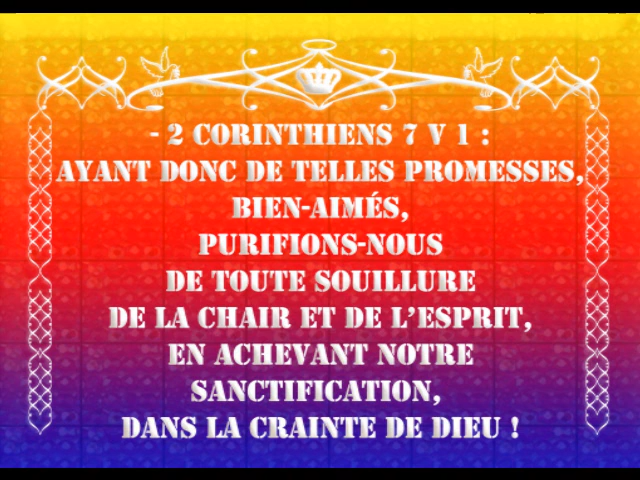 - 2 CORINTHIENS 7 V 1 :
AYANT DONC DE TELLES PROMESSES,
BIEN-AIMÉS,
PURIFIONS-NOUS
DE TOUTE SOUILLURE
DE LA CHAIR ET DE L'ESPRIT,
EN ACHEVANT NOTRE
SANCTIFICATION,
DANS LA CRAINTE DE DIEU !